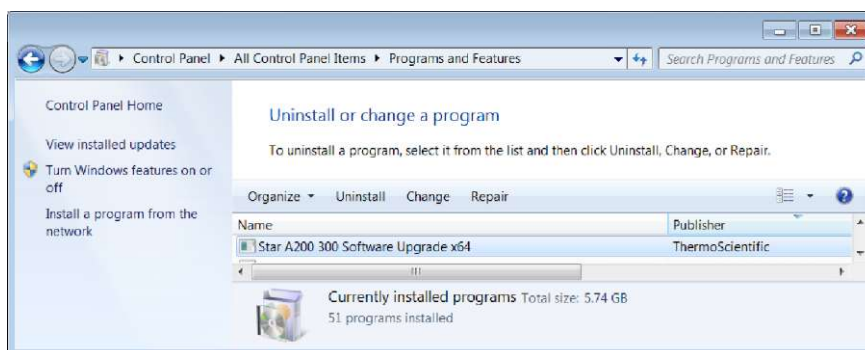 Control Panel ▸ All Control Panel Items ▸ Programs and Features
Search Programs and Features
Control Panel Home
View installed updates
Turn Windows features on or
off
Install a program from the
network
Uninstall or change a program
To uninstall a program, select it from the list and then click Uninstall, Change, or Repair.
Organize Uninstall Change Repair
Name Publisher
Star A200 300 Software Upgrade x64 ThermoScientific
Currently installed programs Total size: 5.74 GB
51 programs installed